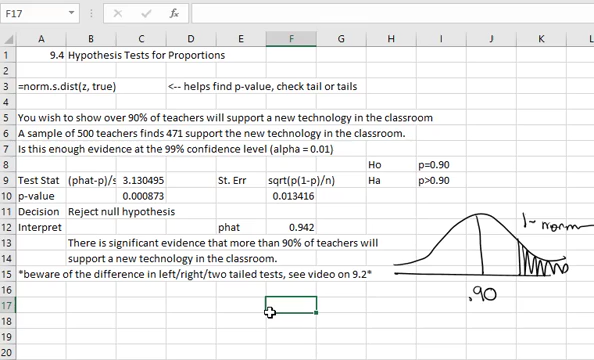 F17
fx
A B C D E F G H I J K L
1 9.4 Hypothesis Tests for Proportions
2
3 =norm.s.dist(z, true) <-- helps find p-value, check tail or tails
4
5 You wish to show over 90% of teachers will support a new technology in the classroom
6 A sample of 500 teachers finds 471 support the new technology in the classroom.
7 Is this enough evidence at the 99% confidence level (alpha = 0.01)
8 Ho p=0.90
9 Test Stat (phat-p)/s 3.130495 St. Err sqrt(p(1-p)/n) Ha p>0.90
10 p-value 0.000873 0.013416
11 Decision Reject null hypothesis
12 Interpret phat 0.942
1-norm
13 There is significant evidence that more than 90% of teachers will
14 support a new technology in the classroom.
15 *beware of the difference in left/right/two tailed tests, see video on 9.2*
16
.90
17
18
19
20